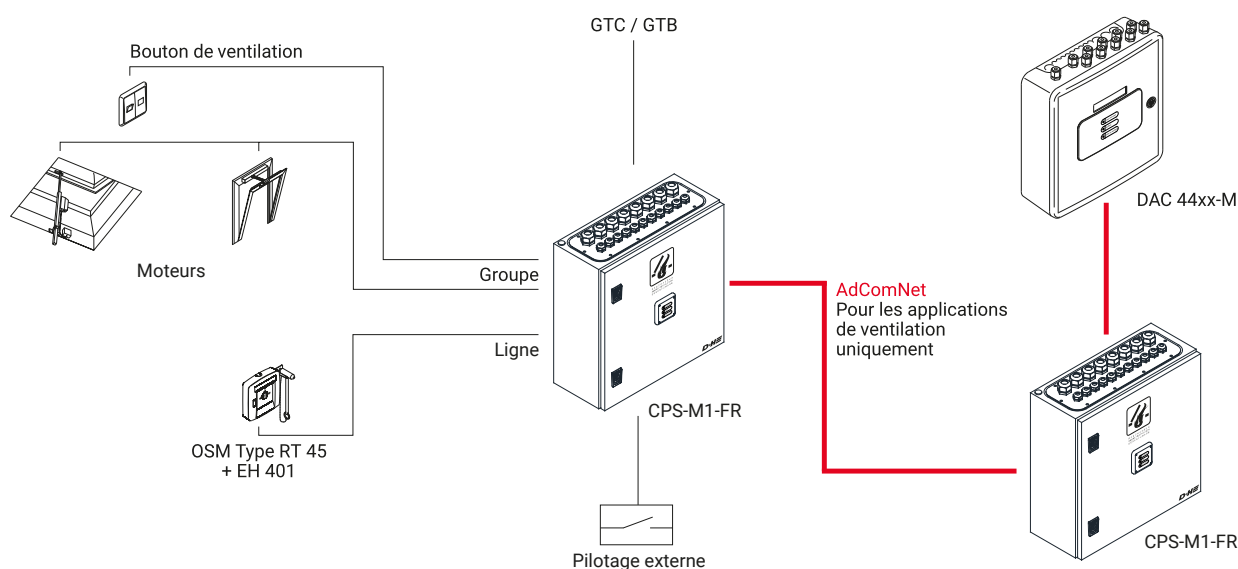 GTC / GTB
Bouton de ventilation
DAC 44xx-M
Moteurs
Groupe
AdComNet
Pour les applications
de ventilation
uniquement
Ligne
D+H
CPS-M1-FR
OSM Type RT 45
+ EH 401
D+H
CPS-M1-FR
Pilotage externe